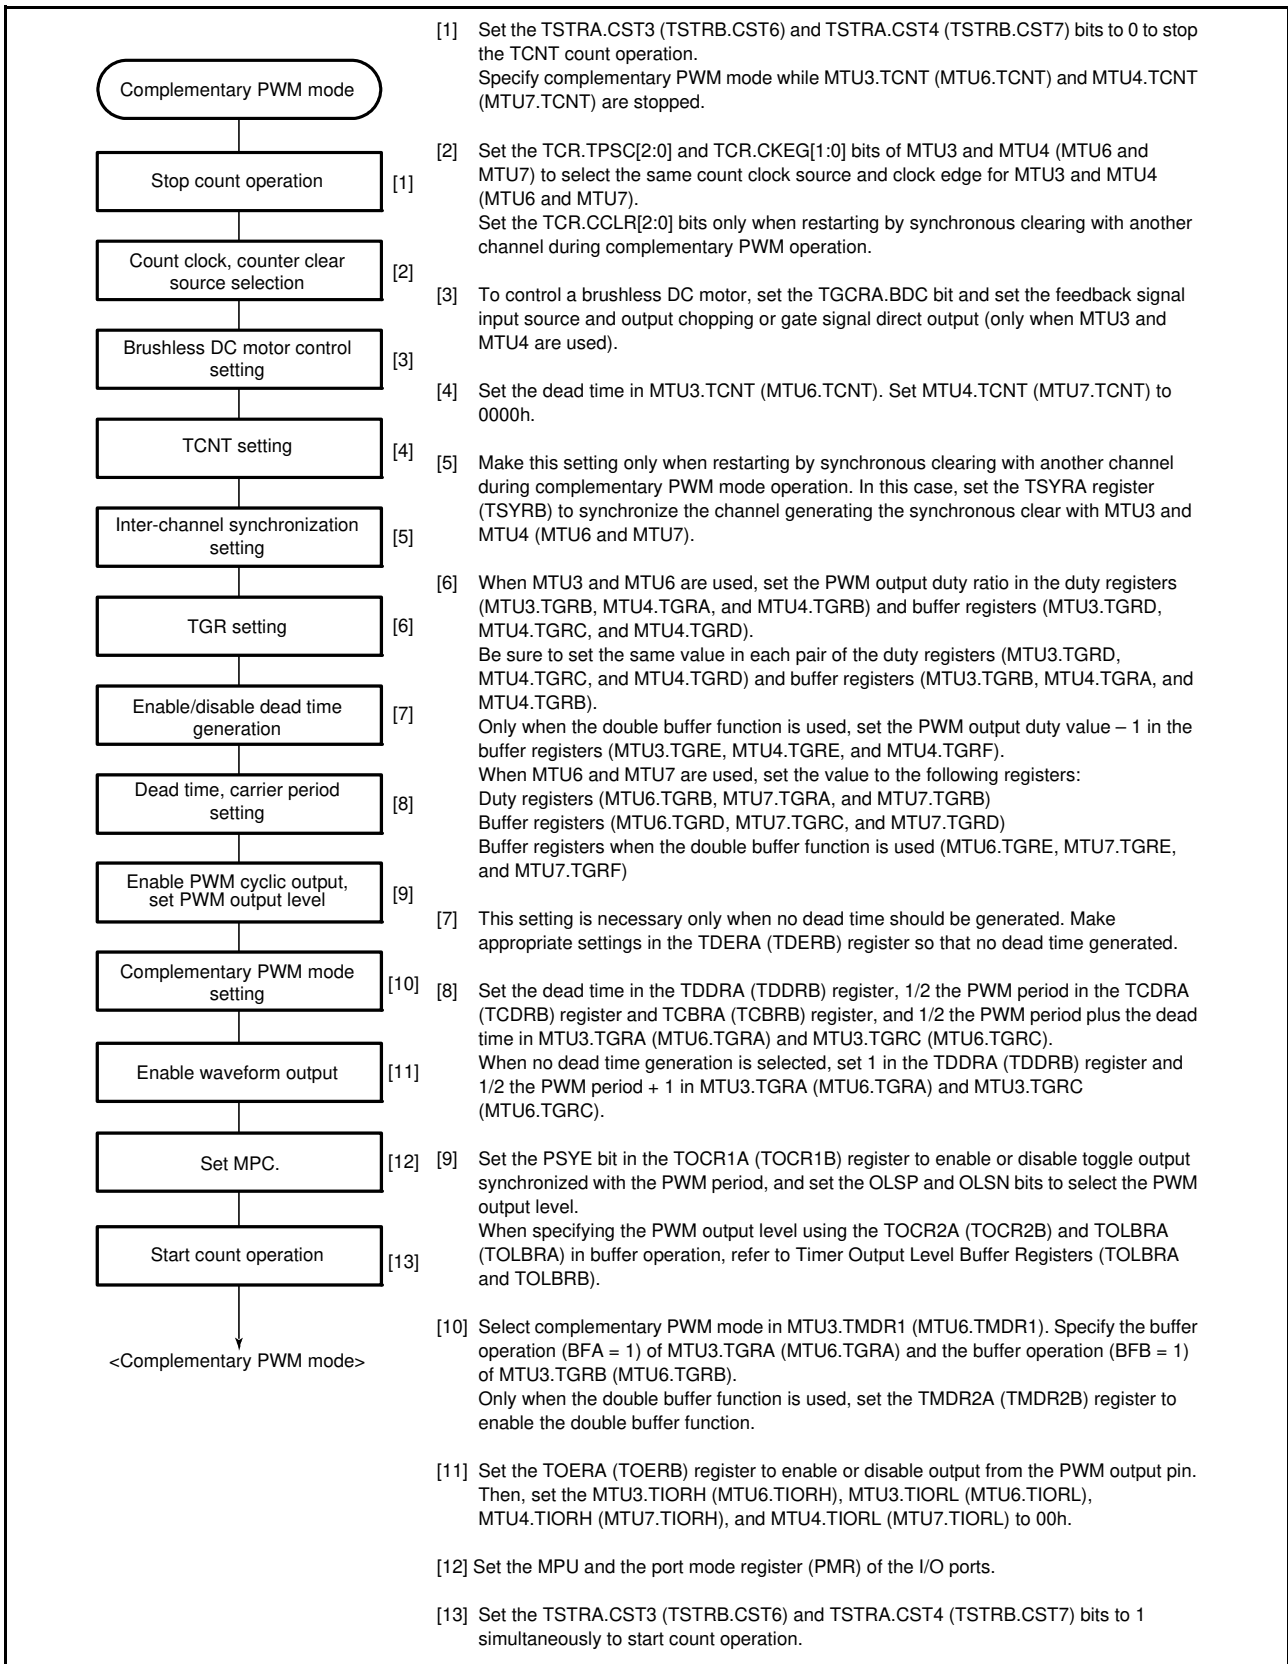 Complementary PWM mode
Stop count operation
[1]
Count clock, counter clear
source selection
[2]
Brushless DC motor control
setting
[3]
TCNT setting
[4]
Inter-channel synchronization
setting
[5]
TGR setting
[6]
Enable/disable dead time
generation
[7]
Dead time, carrier period
setting
[8]
Enable PWM cyclic output,
set PWM output level
[9]
Complementary PWM mode
setting
[10]
Enable waveform output
[11]
Set MPC.
[12]
Start count operation
[13]
<Complementary PWM mode>
[1] Set the TSTRA.CST3 (TSTRB.CST6) and TSTRA.CST4 (TSTRB.CST7) bits to 0 to stop
the TCNT count operation.
Specify complementary PWM mode while MTU3.TCNT (MTU6.TCNT) and MTU4.TCNT
(MTU7.TCNT) are stopped.
[2] Set the TCR.TPSC[2:0] and TCR.CKEG[1:0] bits of MTU3 and MTU4 (MTU6 and
MTU7) to select the same count clock source and clock edge for MTU3 and MTU4
(MTU6 and MTU7).
Set the TCR.CCLR[2:0] bits only when restarting by synchronous clearing with another
channel during complementary PWM operation.
[3] To control a brushless DC motor, set the TGCRA.BDC bit and set the feedback signal
input source and output chopping or gate signal direct output (only when MTU3 and
MTU4 are used).
[4] Set the dead time in MTU3.TCNT (MTU6.TCNT). Set MTU4.TCNT (MTU7.TCNT) to
0000h.
[5] Make this setting only when restarting by synchronous clearing with another channel
during complementary PWM mode operation. In this case, set the TSYRA register
(TSYRB) to synchronize the channel generating the synchronous clear with MTU3 and
MTU4 (MTU6 and MTU7).
[6] When MTU3 and MTU6 are used, set the PWM output duty ratio in the duty registers
(MTU3.TGRB, MTU4.TGRA, and MTU4.TGRB) and buffer registers (MTU3.TGRD,
MTU4.TGRC, and MTU4.TGRD).
Be sure to set the same value in each pair of the duty registers (MTU3.TGRD,
MTU4.TGRC, and MTU4.TGRD) and buffer registers (MTU3.TGRB, MTU4.TGRA, and
MTU4.TGRB).
Only when the double buffer function is used, set the PWM output duty value – 1 in the
buffer registers (MTU3.TGRE, MTU4.TGRE, and MTU4.TGRF).
When MTU6 and MTU7 are used, set the value to the following registers:
Duty registers (MTU6.TGRB, MTU7.TGRA, and MTU7.TGRB)
Buffer registers (MTU6.TGRD, MTU7.TGRC, and MTU7.TGRD)
Buffer registers when the double buffer function is used (MTU6.TGRE, MTU7.TGRE,
and MTU7.TGRF)
[7] This setting is necessary only when no dead time should be generated. Make
appropriate settings in the TDERA (TDERB) register so that no dead time generated.
[8] Set the dead time in the TDDRA (TDDRB) register, 1/2 the PWM period in the TCDRA
(TCDRB) register and TCBRA (TCBRB) register, and 1/2 the PWM period plus the dead
time in MTU3.TGRA (MTU6.TGRA) and MTU3.TGRC (MTU6.TGRC).
When no dead time generation is selected, set 1 in the TDDRA (TDDRB) register and
1/2 the PWM period + 1 in MTU3.TGRA (MTU6.TGRA) and MTU3.TGRC
(MTU6.TGRC).
[9] Set the PSYE bit in the TOCR1A (TOCR1B) register to enable or disable toggle output
synchronized with the PWM period, and set the OLSP and OLSN bits to select the PWM
output level.
When specifying the PWM output level using the TOCR2A (TOCR2B) and TOLBRA
(TOLBRA) in buffer operation, refer to Timer Output Level Buffer Registers (TOLBRA
and TOLBRB).
[10] Select complementary PWM mode in MTU3.TMDR1 (MTU6.TMDR1). Specify the buffer
operation (BFA = 1) of MTU3.TGRA (MTU6.TGRA) and the buffer operation (BFB = 1)
of MTU3.TGRB (MTU6.TGRB).
Only when the double buffer function is used, set the TMDR2A (TMDR2B) register to
enable the double buffer function.
[11] Set the TOERA (TOERB) register to enable or disable output from the PWM output pin.
Then, set the MTU3.TIORH (MTU6.TIORH), MTU3.TIORL (MTU6.TIORL),
MTU4.TIORH (MTU7.TIORH), and MTU4.TIORL (MTU7.TIORL) to 00h.
[12] Set the MPU and the port mode register (PMR) of the I/O ports.
[13] Set the TSTRA.CST3 (TSTRB.CST6) and TSTRA.CST4 (TSTRB.CST7) bits to 1
simultaneously to start count operation.